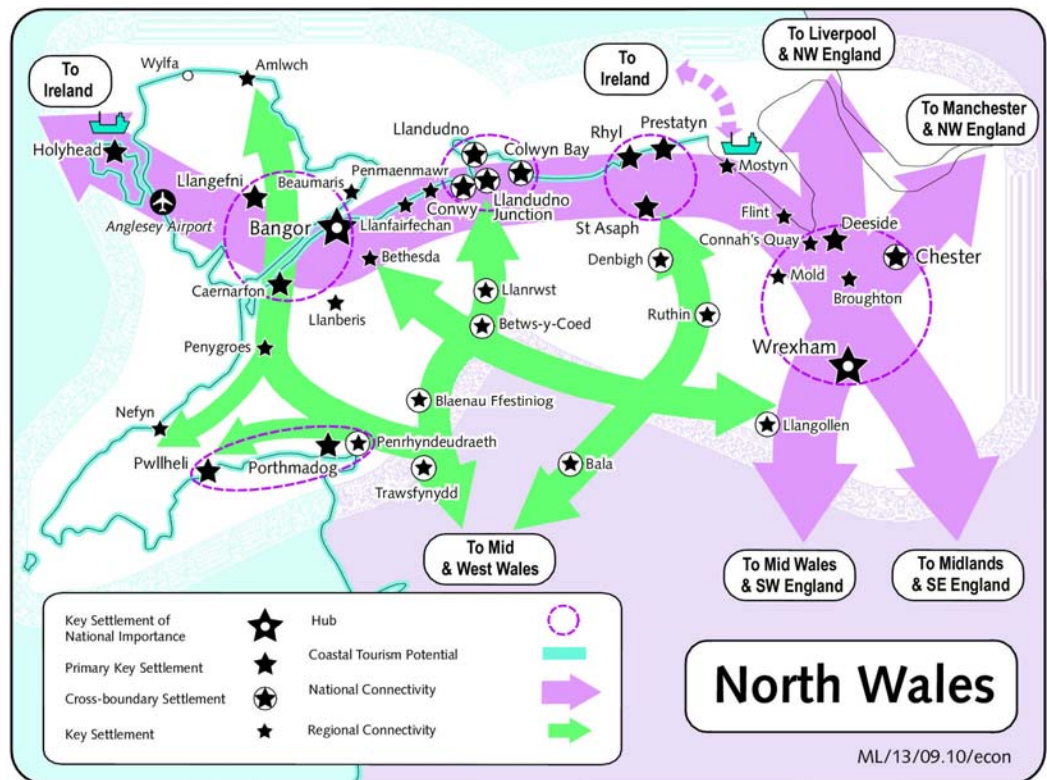 To
Ireland
Wylfa
Amlwch
Holyhead
Anglesey Airport
Llangefni
Beaumaris
Bangor
Caernarfon
Penmaenmawr
Llanfairfechan
Bethesda
Llanberis
Penygroes
Nefyn
Pwllheli
Porthmadog
Penrhyndeudraeth
Trawsfynydd
Blaenau Ffestiniog
Llandudno
Colwyn Bay
Conwy
Llandudno
Junction
Llanrwst
Betws-y-Coed
To
Ireland
Rhyl
Prestatyn
St Asaph
Denbigh
Ruthin
Bala
Mostyn
Flint
Connah's Quay
Deeside
Chester
Mold
Broughton
Wrexham
Llangollen
To Liverpool
& NW England
To Manchester
& NW England
To Mid
& West Wales
To Mid Wales
& SW England
To Midlands
& SE England
Key Settlement of
National Importance
Primary Key Settlement
Cross-boundary Settlement
Key Settlement
Hub
Coastal Tourism Potential
National Connectivity
Regional Connectivity
North Wales
ML/13/09.10/econ